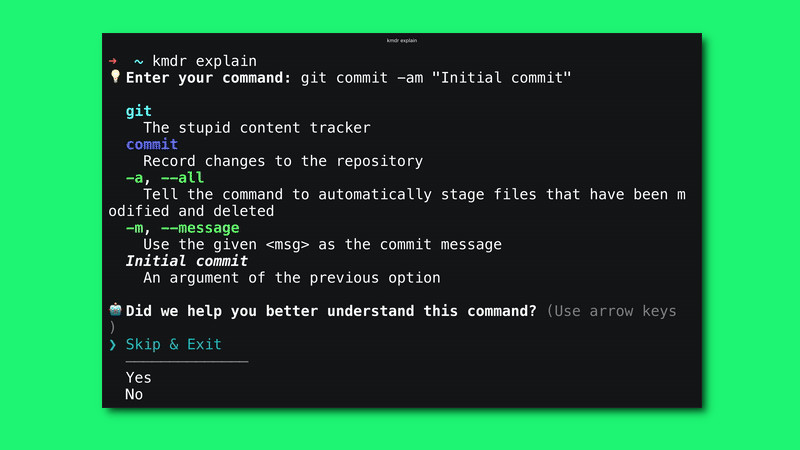 kmdr explain
➜ ~ kmdr explain
Enter your command: git commit -am "Initial commit"
git
The stupid content tracker
commit
Record changes to the repository
-a, --all
Tell the command to automatically stage files that have been m
odified and deleted
-m, --message
Use the given <msg> as the commit message
Initial commit
An argument of the previous option
Did we help you better understand this command? (Use arrow keys
)
❯ Skip & Exit
──────────────
Yes
No